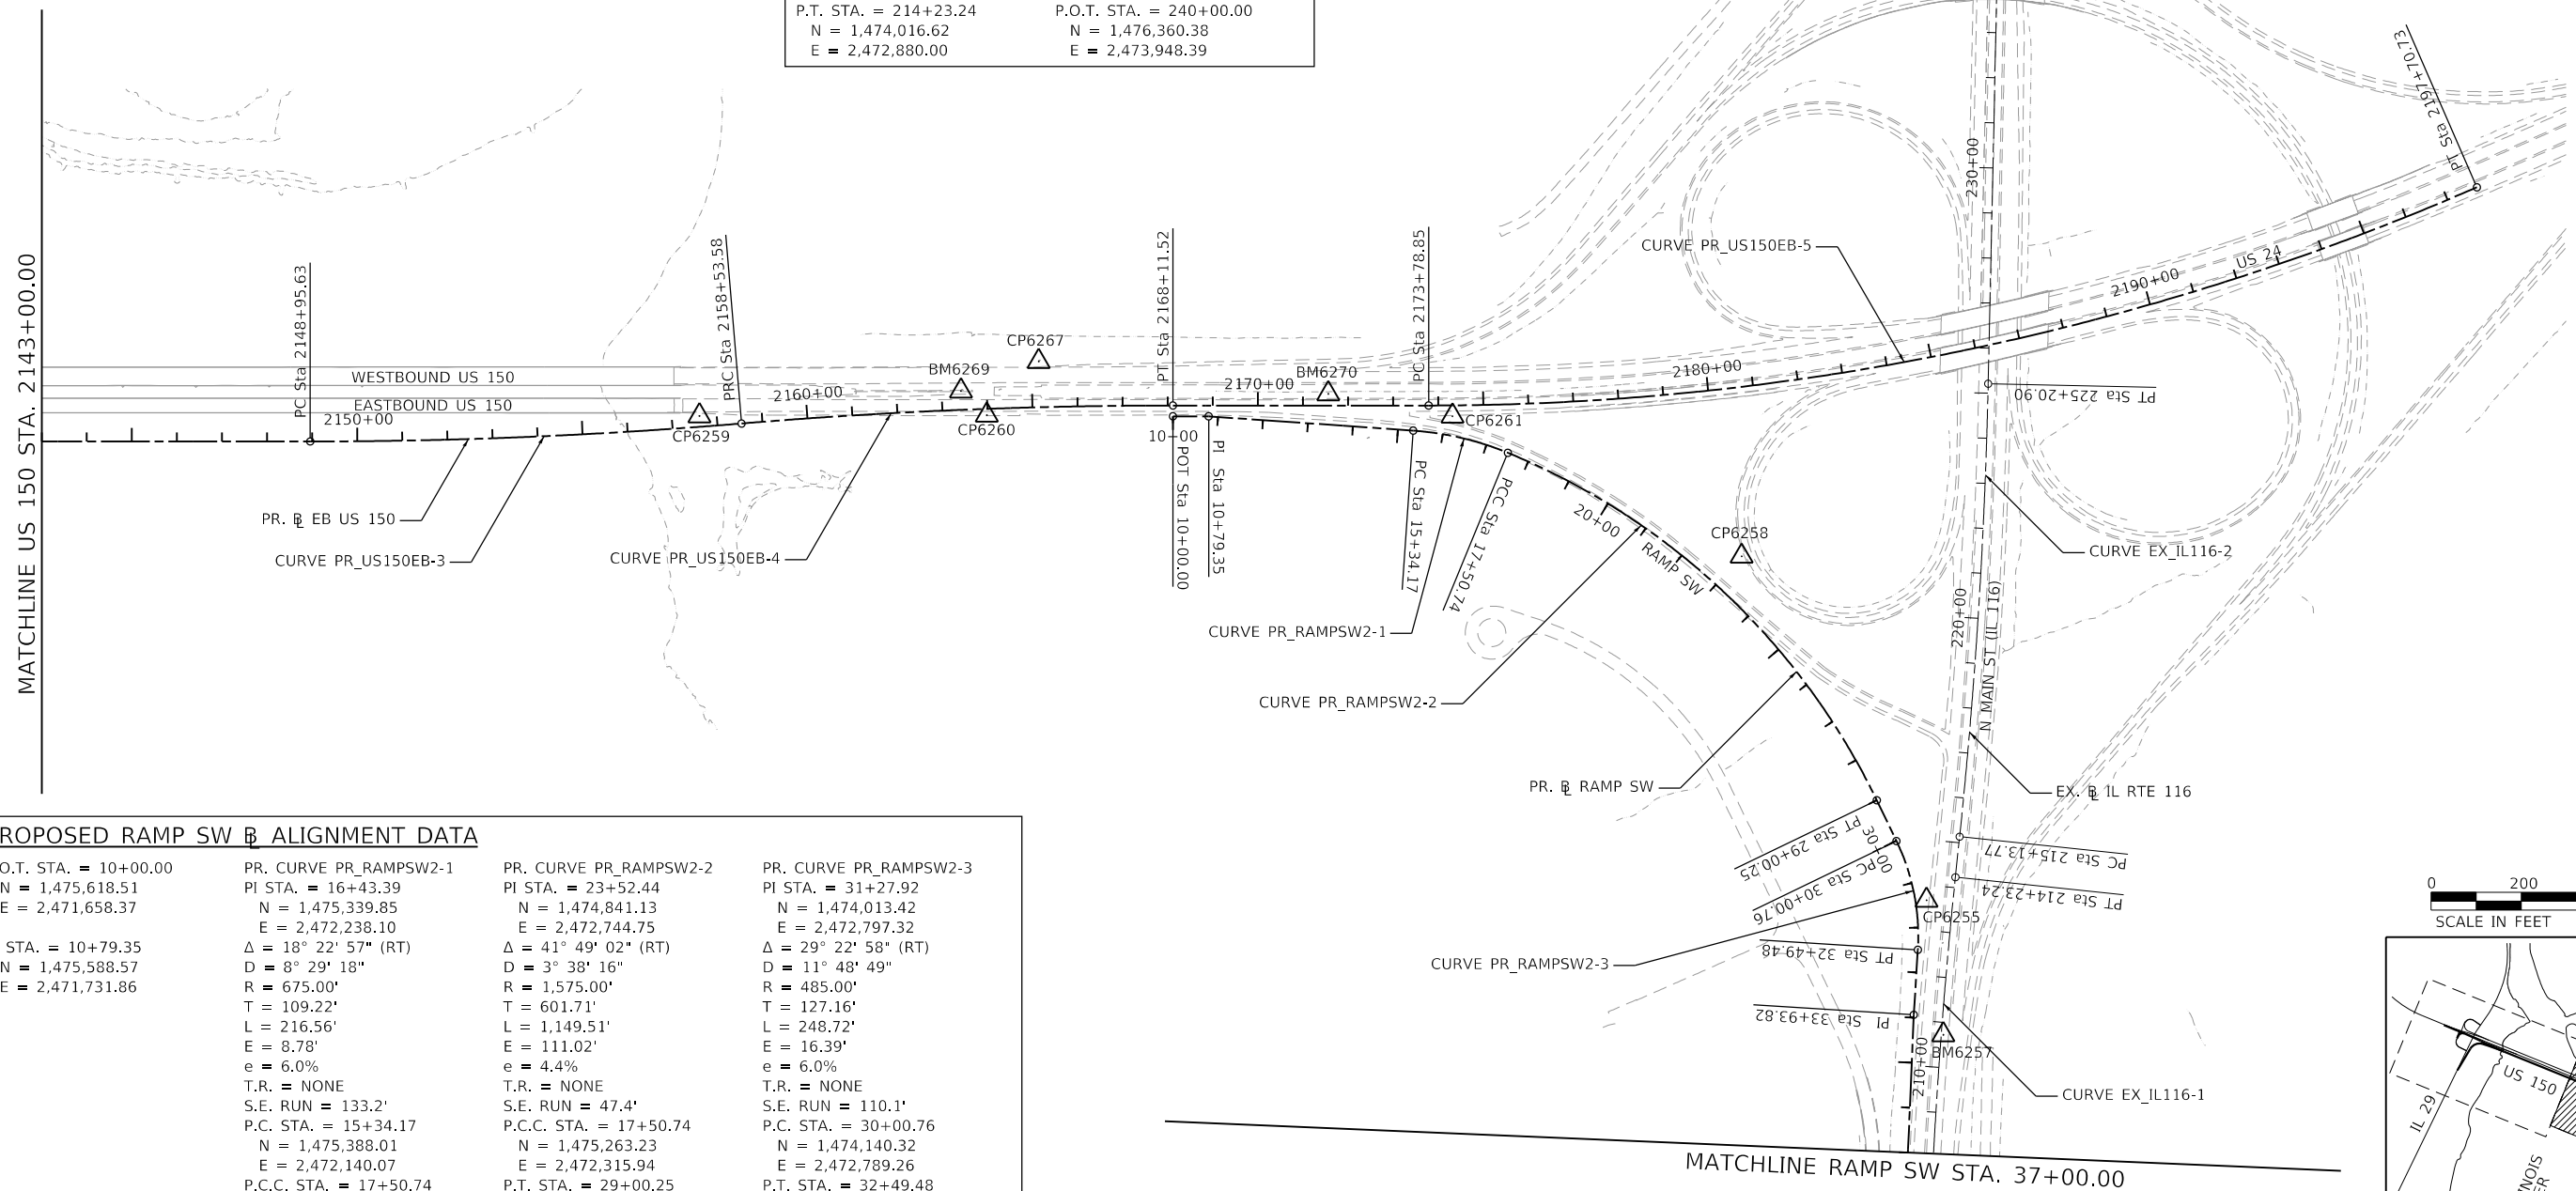 P.T. STA. = 214+23.24
N = 1,474,016.62
E = 2,472,880.00
P.O.T. STA. = 240+00.00
N = 1,476,360.38
E = 2,473,948.39
MATCHLINE US 150 STA. 2143+00.00
PC Sta 2148+95.63
WESTBOUND US 150
EASTBOUND US 150
2150+00
PRC Sta 2158+53.58
CP6259
2160+00
BM6269
CP6267
CP6260
PT Sta 2168+11.52
2170+00
BM6270
PC Sta 2173+78.85
CP6261
2180+00
CURVE PR_US150EB-5
230+00
2190+00
US 24
PT Sta 2197+70.73
PT Sta 225+20.90
PR. BL EB US 150
CURVE PR_US150EB-3
CURVE PR_US150EB-4
10+00
POT Sta 10+00.00
PI Sta 10+79.35
PC Sta 15+34.17
PCC Sta 17+50.74
20+00
RAMP SW
CP6258
CURVE PR_RAMPSW2-1
CURVE PR_RAMPSW2-2
CURVE EX_IL116-2
220+00
N MAIN ST (IL 116)
PR. BL RAMP SW
EX. BL IL RTE 116
PT Sta 29+00.25
30+00
PC Sta 30+00.76
PC Sta 215+13.77
PT Sta 214+23.24
CP6255
PT Sta 32+49.48
CURVE PR_RAMPSW2-3
PI Sta 33+93.82
210+00
BM6257
CURVE EX_IL116-1
MATCHLINE RAMP SW STA. 37+00.00
0 200
SCALE IN FEET
US 150
IL 29
ROPOSED RAMP SW BL ALIGNMENT DATA
O.T. STA. = 10+00.00
N = 1,475,618.51
E = 2,471,658.37
STA. = 10+79.35
N = 1,475,588.57
E = 2,471,731.86
PR. CURVE PR_RAMPSW2-1
PI STA. = 16+43.39
N = 1,475,339.85
E = 2,472,238.10
Δ = 18° 22' 57" (RT)
D = 8° 29' 18"
R = 675.00'
T = 109.22'
L = 216.56'
E = 8.78'
e = 6.0%
T.R. = NONE
S.E. RUN = 133.2'
P.C. STA. = 15+34.17
N = 1,475,388.01
E = 2,472,140.07
P.C.C. STA. = 17+50.74
PR. CURVE PR_RAMPSW2-2
PI STA. = 23+52.44
N = 1,474,841.13
E = 2,472,744.75
Δ = 41° 49' 02" (RT)
D = 3° 38' 16"
R = 1,575.00'
T = 601.71'
L = 1,149.51'
E = 111.02'
e = 4.4%
T.R. = NONE
S.E. RUN = 47.4'
P.C.C. STA. = 17+50.74
N = 1,475,263.23
E = 2,472,315.94
P.T. STA. = 29+00.25
PR. CURVE PR_RAMPSW2-3
PI STA. = 31+27.92
N = 1,474,013.42
E = 2,472,797.32
Δ = 29° 22' 58" (RT)
D = 11° 48' 49"
R = 485.00'
T = 127.16'
L = 248.72'
E = 16.39'
e = 6.0%
T.R. = NONE
S.E. RUN = 110.1'
P.C. STA. = 30+00.76
N = 1,474,140.32
E = 2,472,789.26
P.T. STA. = 32+49.48